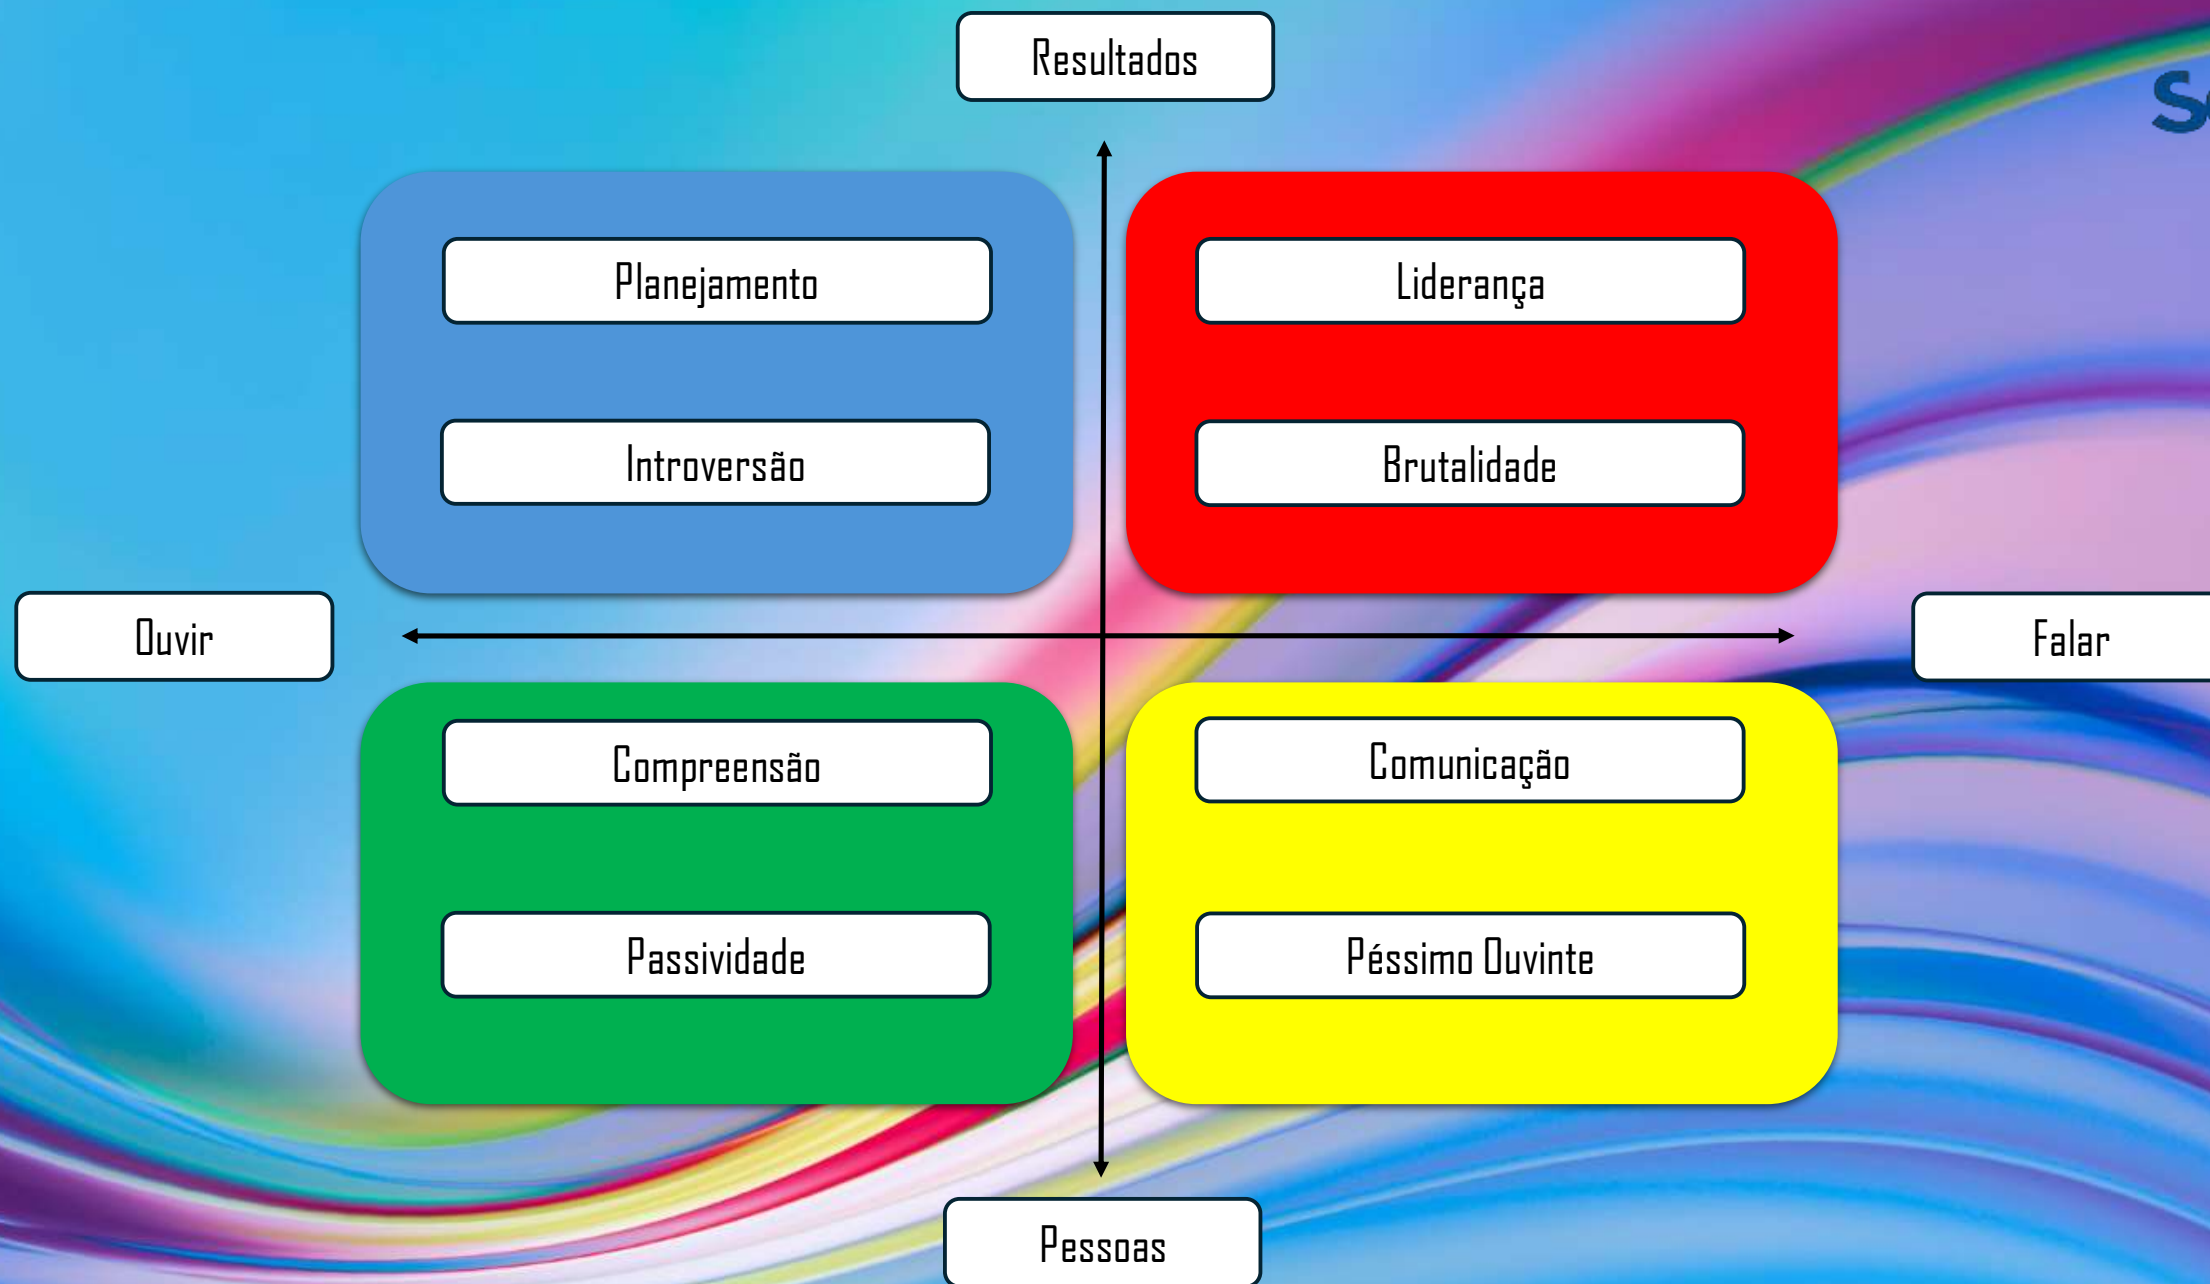 Resultados
Planejamento
Liderança
Introversão
Brutalidade
Ouvir
Falar
Compreensão
Comunicação
Passividade
Péssimo Ouvinte
Pessoas